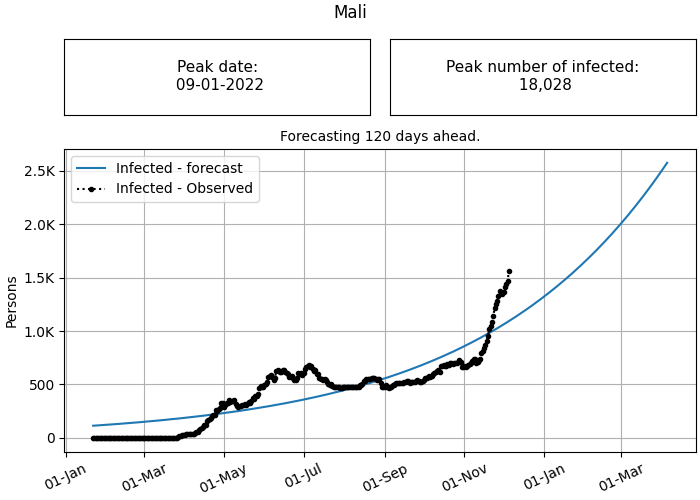 Mali
Peak date:
09-01-2022
Peak number of infected:
18,028
Forecasting 120 days ahead.
Infected - forecast
Infected - Observed
2.5K
2.0K
1.5K
1.0K
500
0
Persons
01-Jan
01-Mar
01-May
01-Jul
01-Sep
01-Nov
01-Jan
01-Mar